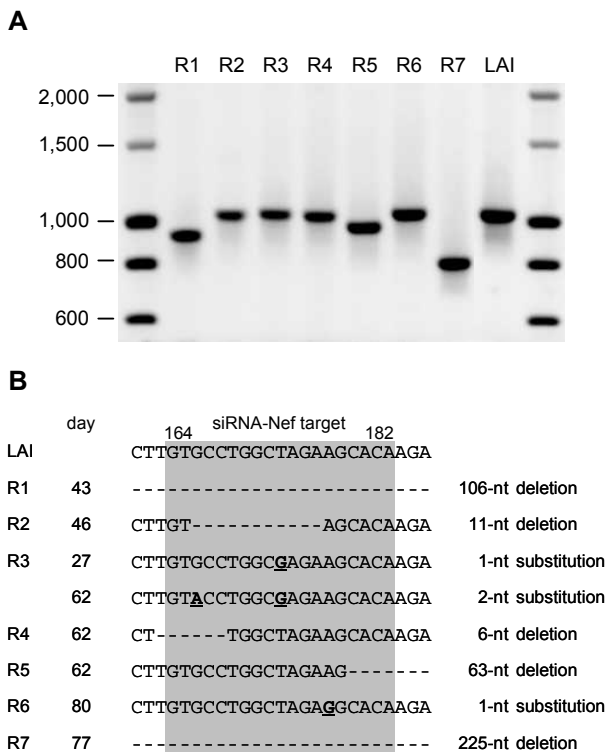 A
R1 R2 R3 R4 R5 R6 R7 LAI
2,000
1,500
1,000
800
600
B
day siRNA-Nef target
164 182
LAI CTTGTGCCTGGCTAGAAGCACAAGA
R1 43 ------------------------- 106-nt deletion
R2 46 CTTGT-----------AGCACAAGA 11-nt deletion
R3 27 CTTGTGCCTGGCGAGAAGCACAAGA 1-nt substitution
62 CTTGTACCTGGCGAGAAGCACAAGA 2-nt substitution
R4 62 CT------TGGCTAGAAGCACAAGA 6-nt deletion
R5 62 CTTGTGCCTGGCTAGAAG------- 63-nt deletion
R6 80 CTTGTGCCTGGCTAGAGGCACAAGA 1-nt substitution
R7 77 ------------------------- 225-nt deletion